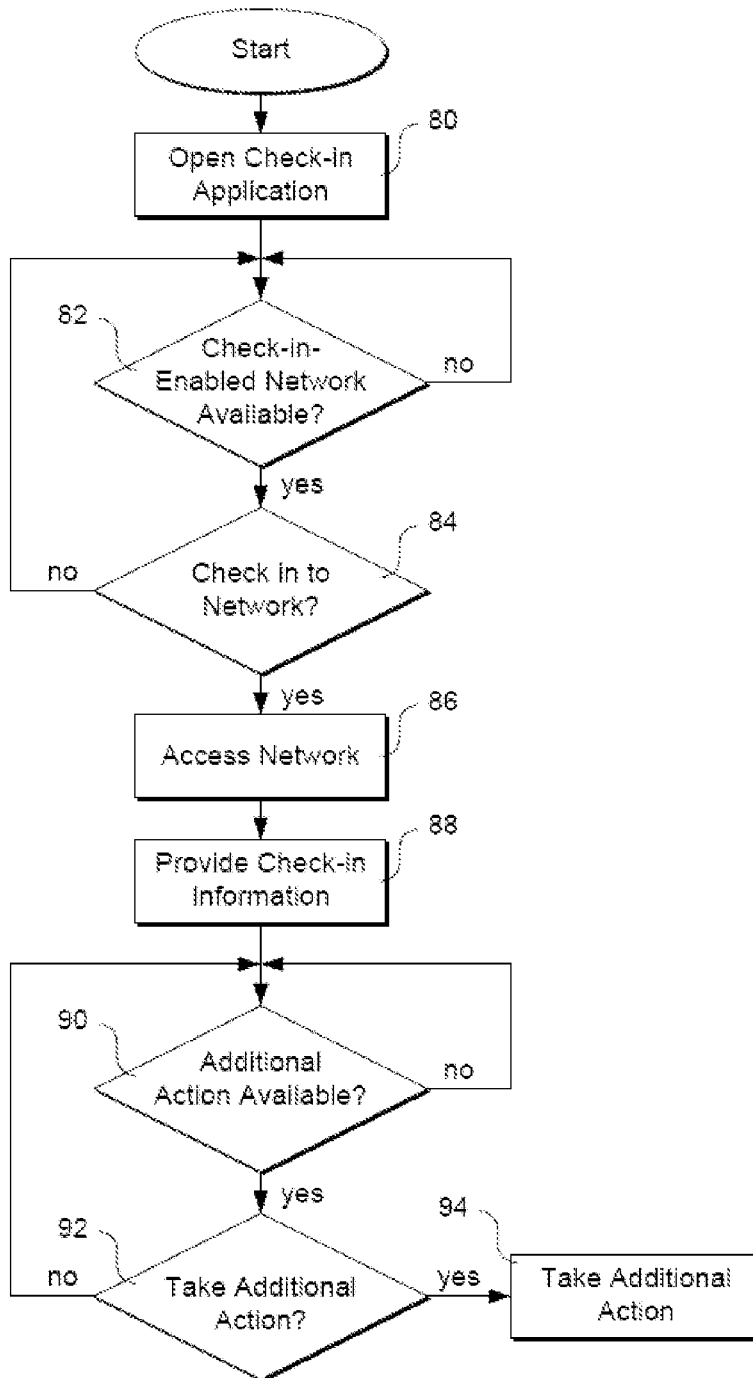 Start
80
Open Check-in
Application
82
Check-in-
Enabled Network
Available?
no
yes
84
no
Check in to
Network?
yes
86
Access Network
88
Provide Check-in
Information
90
Additional
Action Available?
no
yes
92
94
no
Take Additional
Action?
yes
Take Additional
Action